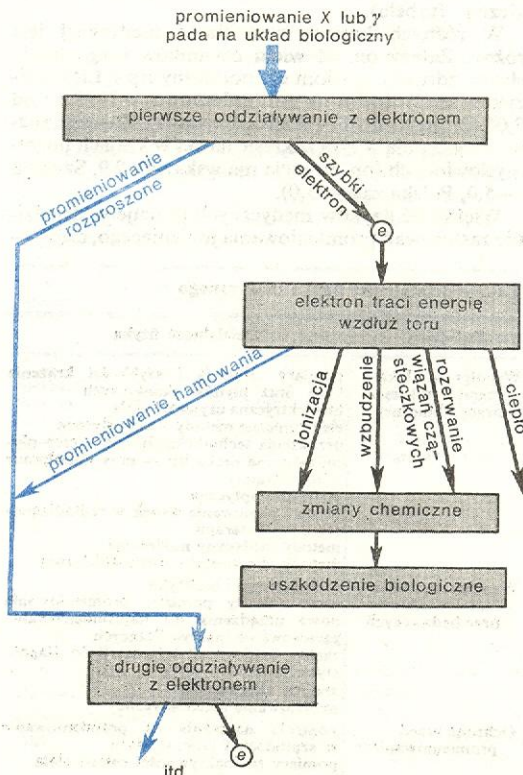 promieniowanie X lub γ
pada na układ biologiczny
pierwsze oddziaływanie z elektronem
promieniowanie
rozproszone
szybki
elektron
e
elektron traci energię
wzdłuż toru
promieniowanie hamowania
jonizacja
wzbudzenie
rozerwanie
wiązań czą-
steczkowych
ciepło
zmiany chemiczne
uszkodzenie biologiczne
drugie oddziaływanie
z elektronem
e
itd